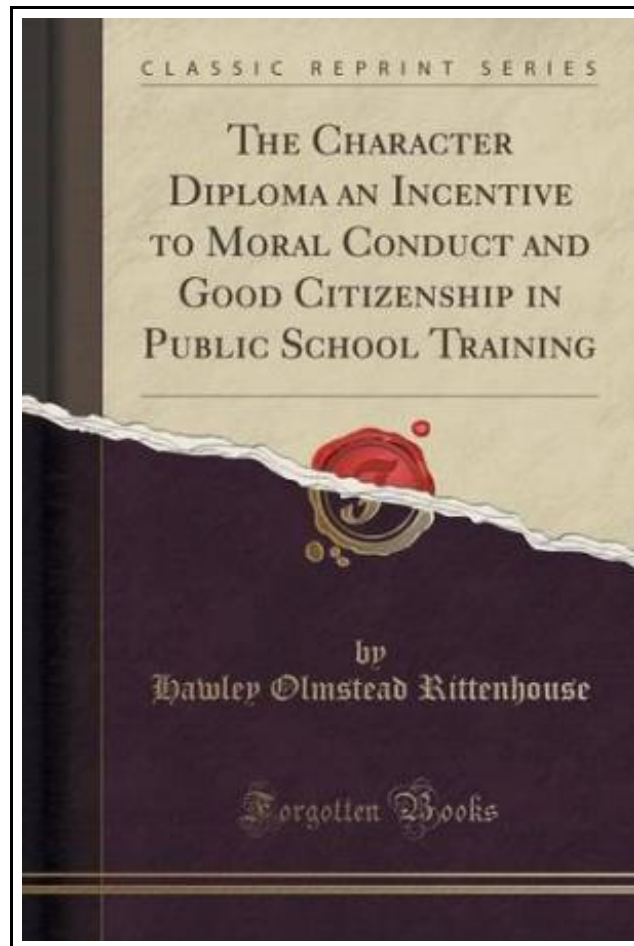 CLASSIC REPRINT SERIES
THE CHARACTER
DIPLOMA AN INCENTIVE
TO MORAL CONDUCT AND
GOOD CITIZENSHIP IN
PUBLIC SCHOOL TRAINING
by
Hawley Olmstead Rittenhouse
Forgotten Books